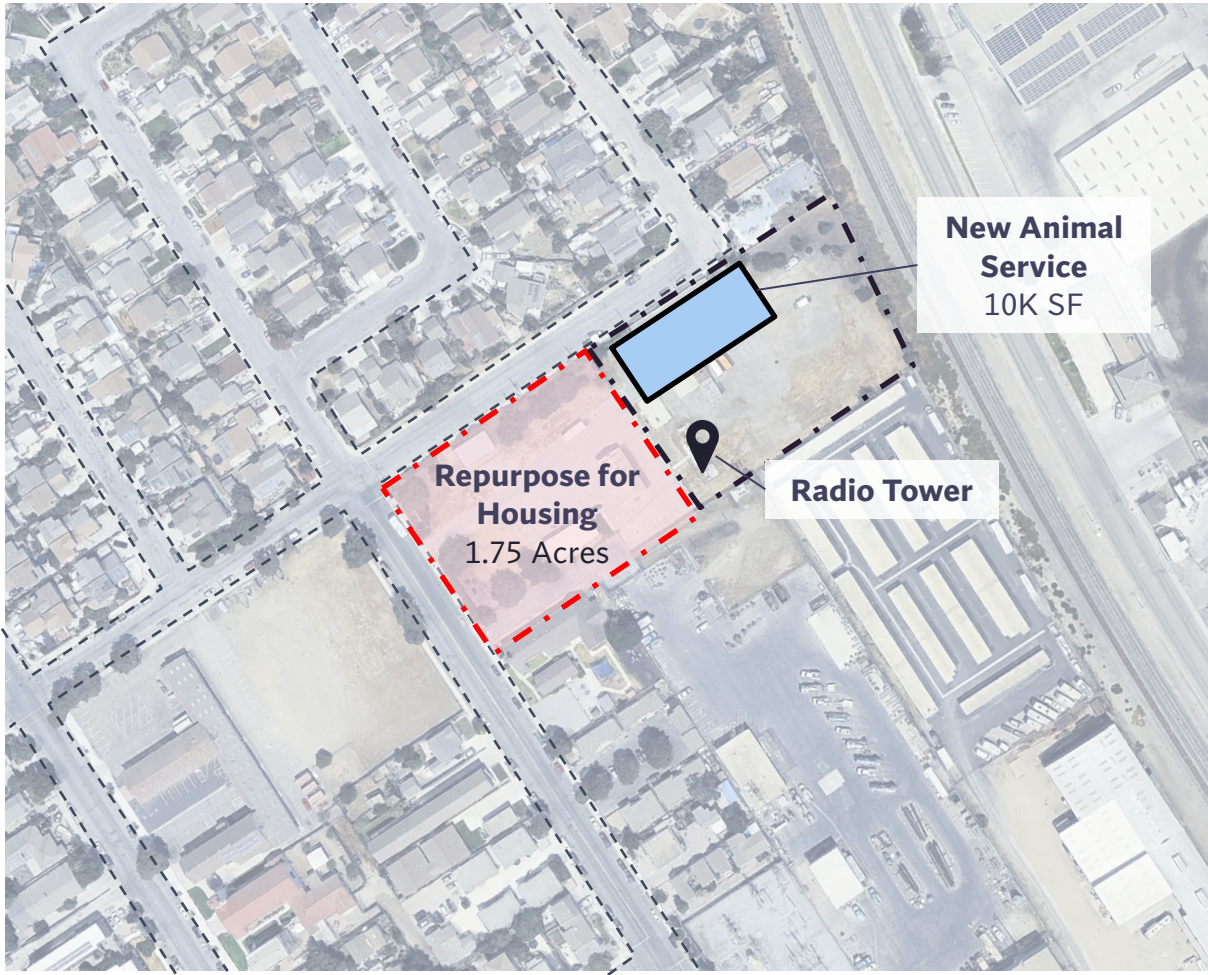 New Animal
Service
10K SF
Repurpose for
Housing
1.75 Acres
Radio Tower